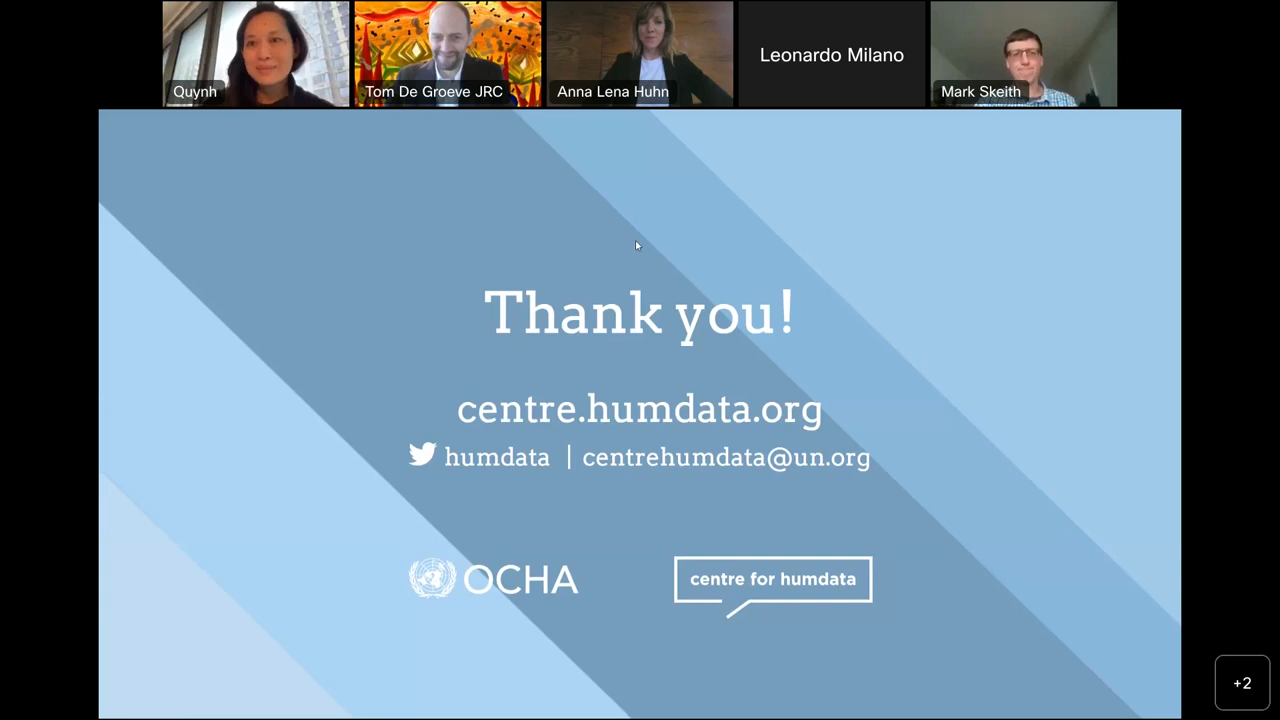 Quynh
Tom De Groeve JRC
Anna Lena Huhn
Leonardo Milano
Mark Skeith
Thank you!
centre.humdata.org
humdata | centrehumdata@un.org
OCHA
centre for humdata
+2